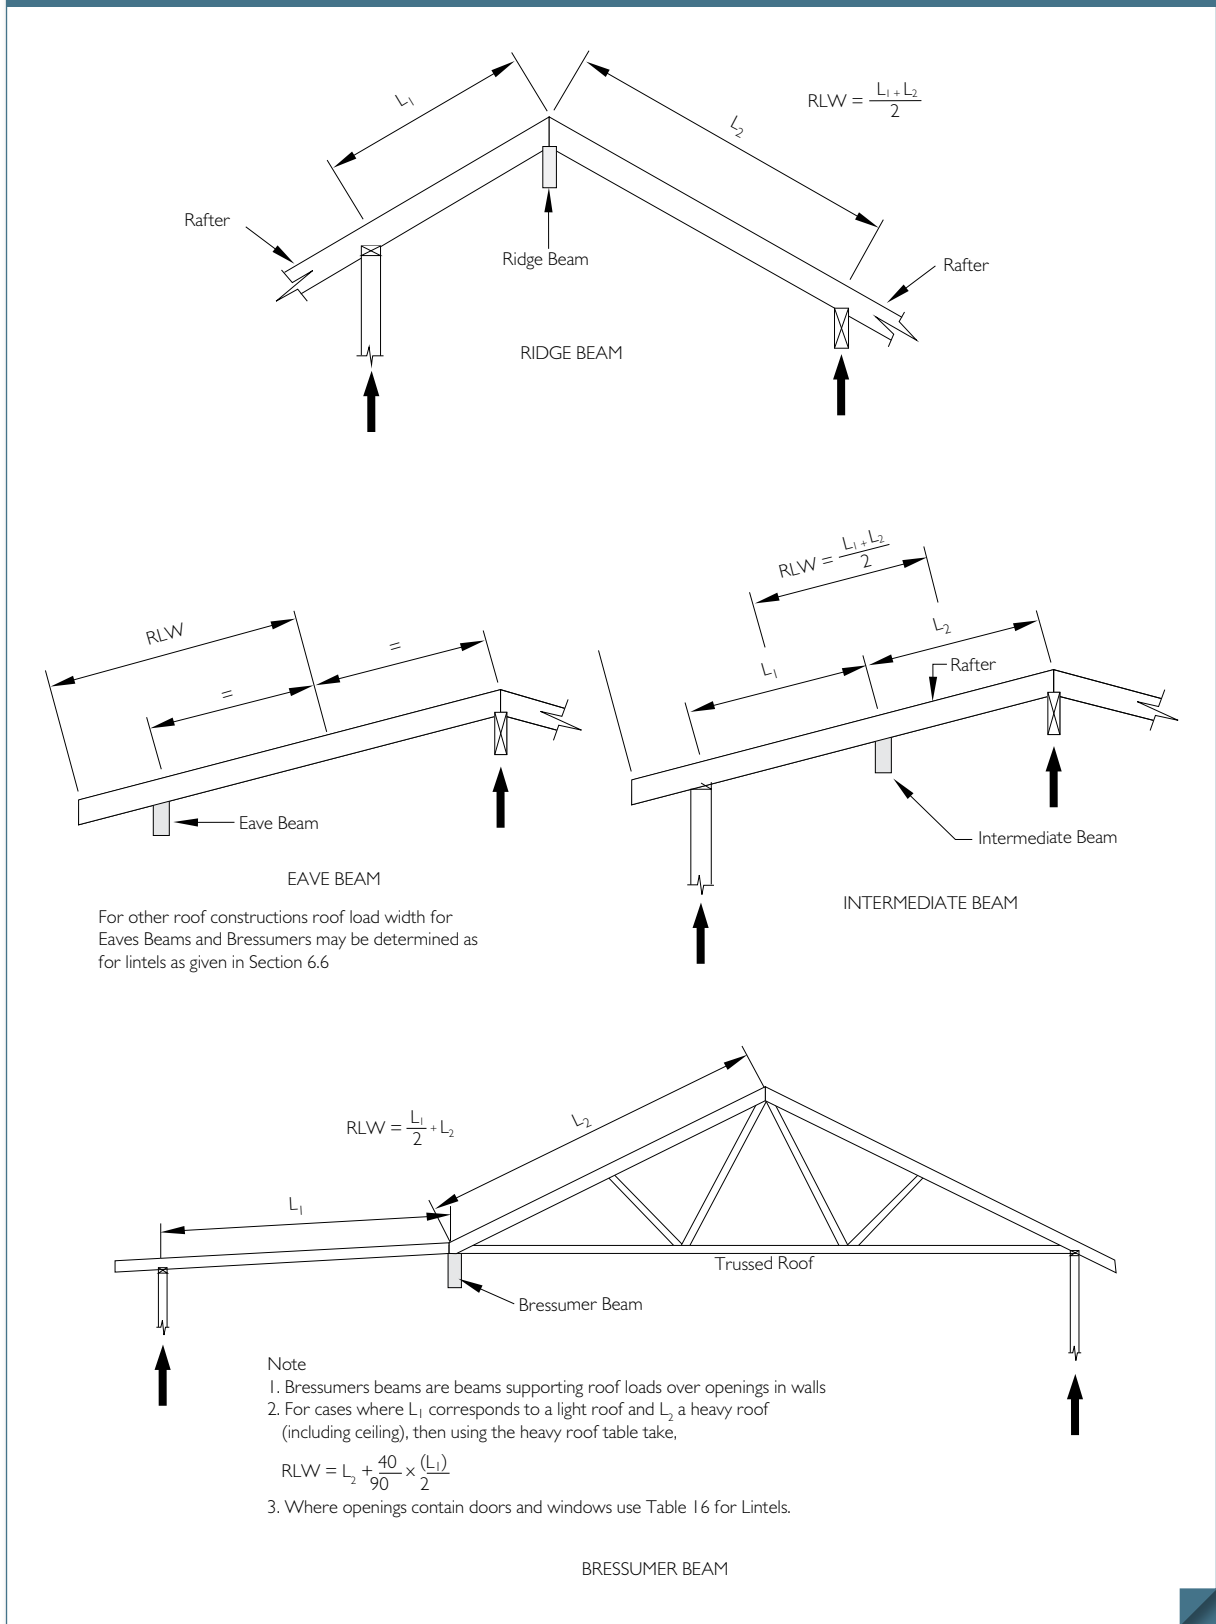 L₁
L₂
RLW = (L₁ + L₂)/2
Rafter
Ridge Beam
Rafter
RIDGE BEAM
RLW
=
=
Eave Beam
EAVE BEAM
For other roof constructions roof load width for
Eaves Beams and Bressumers may be determined as
for lintels as given in Section 6.6
RLW = (L₁ + L₂)/2
L₁
L₂
Rafter
Intermediate Beam
INTERMEDIATE BEAM
RLW = L₁/2 + L₂
L₂
L₁
Trussed Roof
Bressumer Beam
Note
1. Bressumers beams are beams supporting roof loads over openings in walls
2. For cases where L₁ corresponds to a light roof and L₂ a heavy roof
(including ceiling), then using the heavy roof table take,
RLW = L₂ + 40/90 × (L₁)/2
3. Where openings contain doors and windows use Table 16 for Lintels.
BRESSUMER BEAM